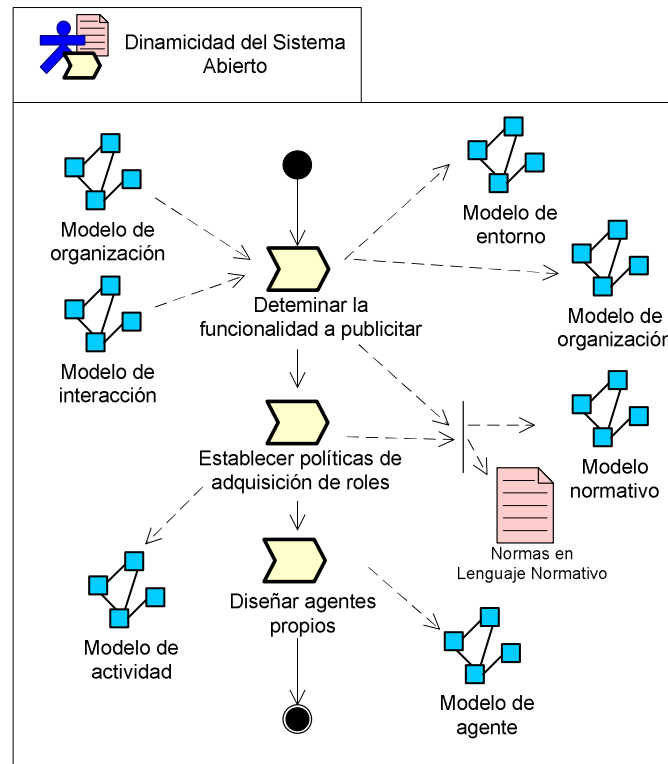 Dinamicidad del Sistema
Abierto
Modelo de
organización
Modelo de
entorno
Modelo de
interacción
Deteminar la
funcionalidad a publicitar
Modelo de
organización
Establecer políticas de
adquisición de roles
Modelo
normativo
Normas en
Lenguaje Normativo
Modelo de
actividad
Diseñar agentes
propios
Modelo de
agente